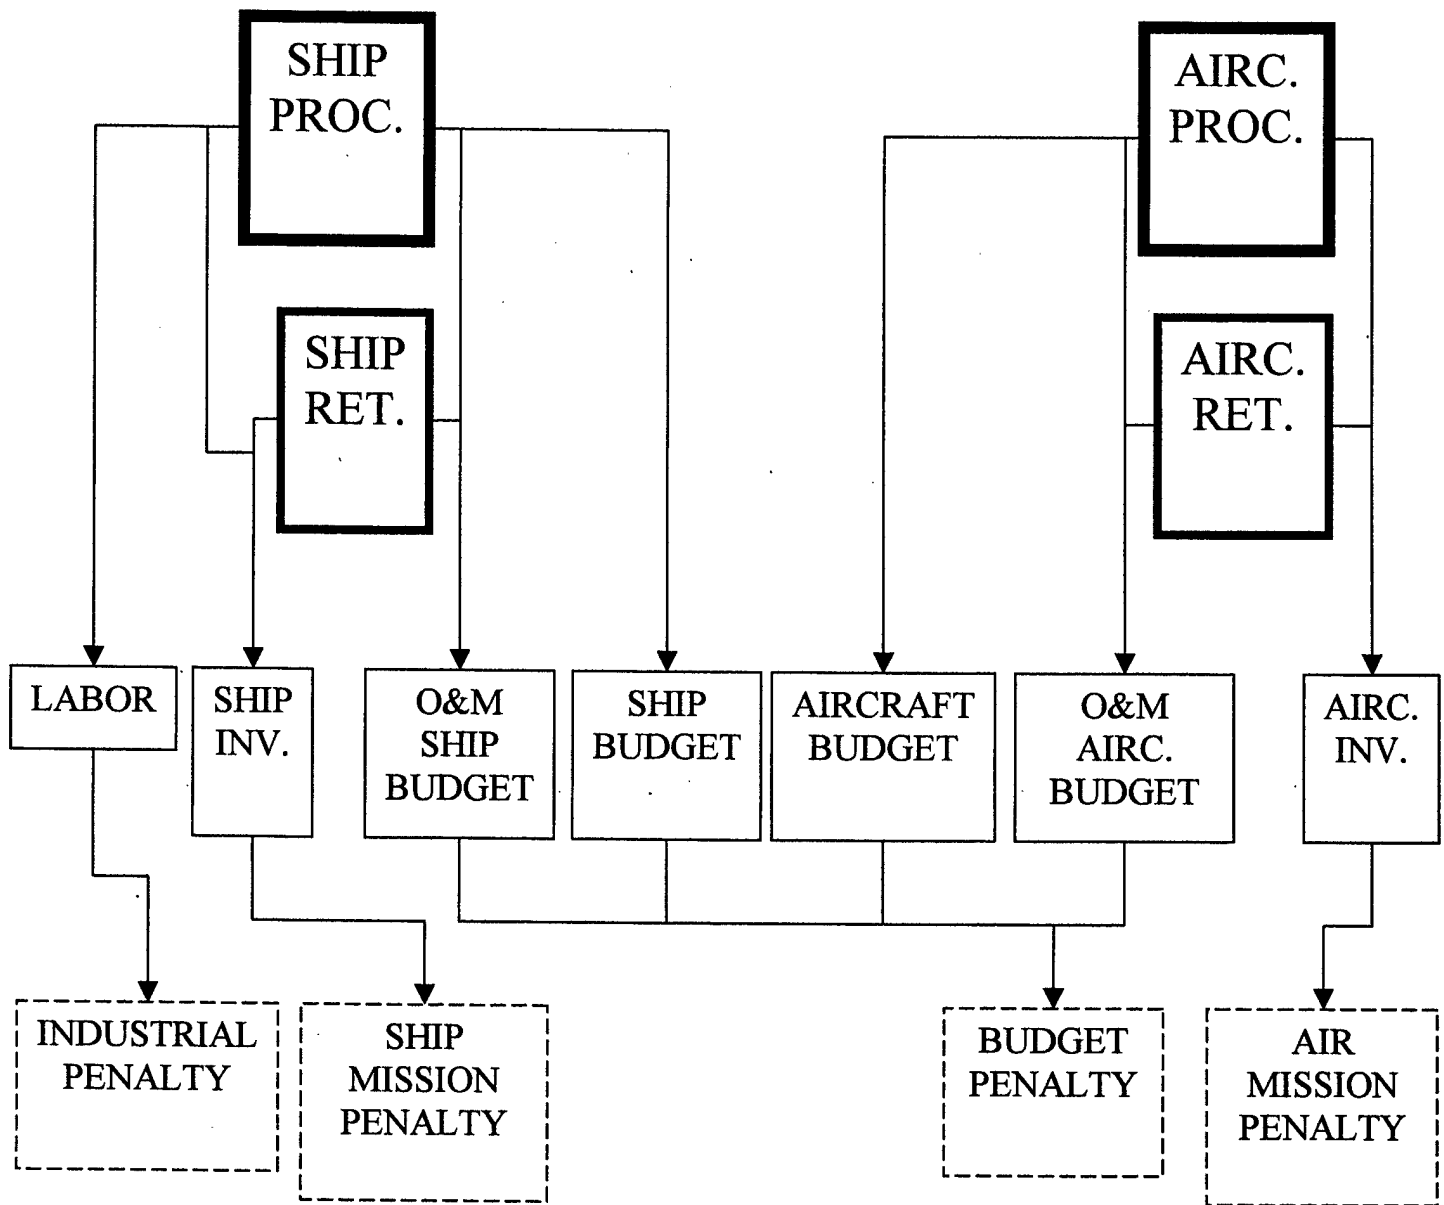 SHIP
PROC.
AIRC.
PROC.
SHIP
RET.
AIRC.
RET.
LABOR
SHIP
INV.
O&M
SHIP
BUDGET
SHIP
BUDGET
AIRCRAFT
BUDGET
O&M
AIRC.
BUDGET
AIRC.
INV.
INDUSTRIAL
PENALTY
SHIP
MISSION
PENALTY
BUDGET
PENALTY
AIR
MISSION
PENALTY